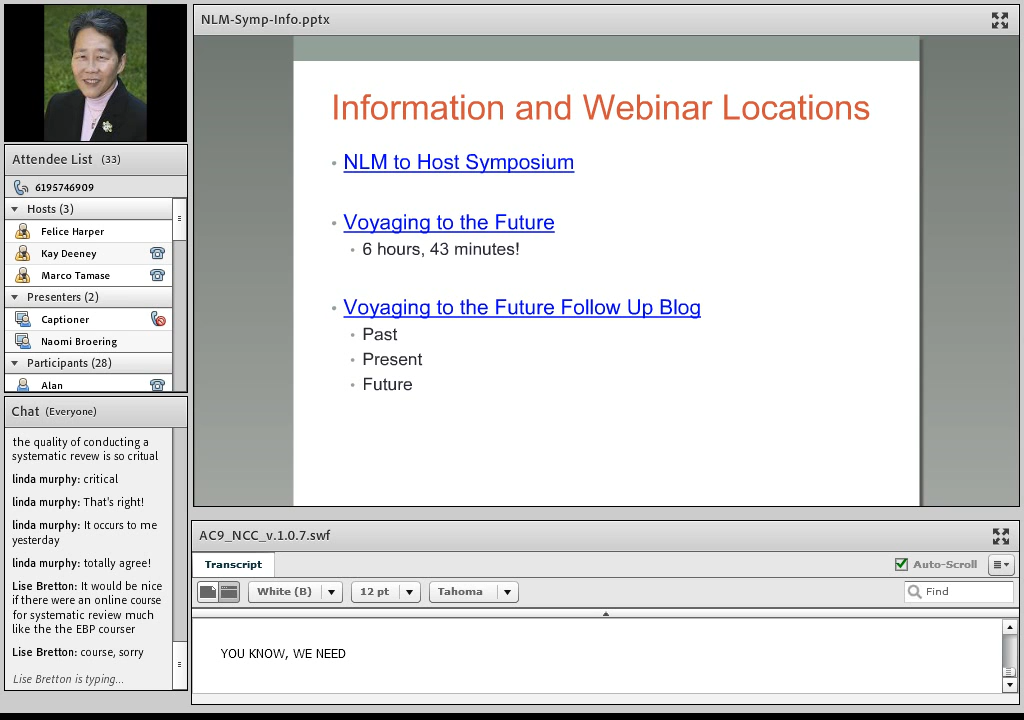 NLM-Symp-Info.pptx
Information and Webinar Locations
• NLM to Host Symposium
• Voyaging to the Future
• 6 hours, 43 minutes!
• Voyaging to the Future Follow Up Blog
• Past
• Present
• Future
Attendee List (33)
6195746909
Hosts (3)
Felice Harper
Kay Deeney
Marco Tamase
Presenters (2)
Captioner
Naomi Broering
Participants (28)
Alan
Chat (Everyone)
the quality of conducting a
systematic revew is so critual
linda murphy: critical
linda murphy: That's right!
linda murphy: It occurs to me
yesterday
linda murphy: totally agree!
Lise Bretton: It would be nice
if there were an online course
for systematic review much
like the the EBP courser
Lise Bretton: course, sorry
Lise Bretton is typing...
AC9_NCC_v.1.0.7.swf
Transcript
Auto-Scroll
White (B)
12 pt
Tahoma
Find
YOU KNOW, WE NEED